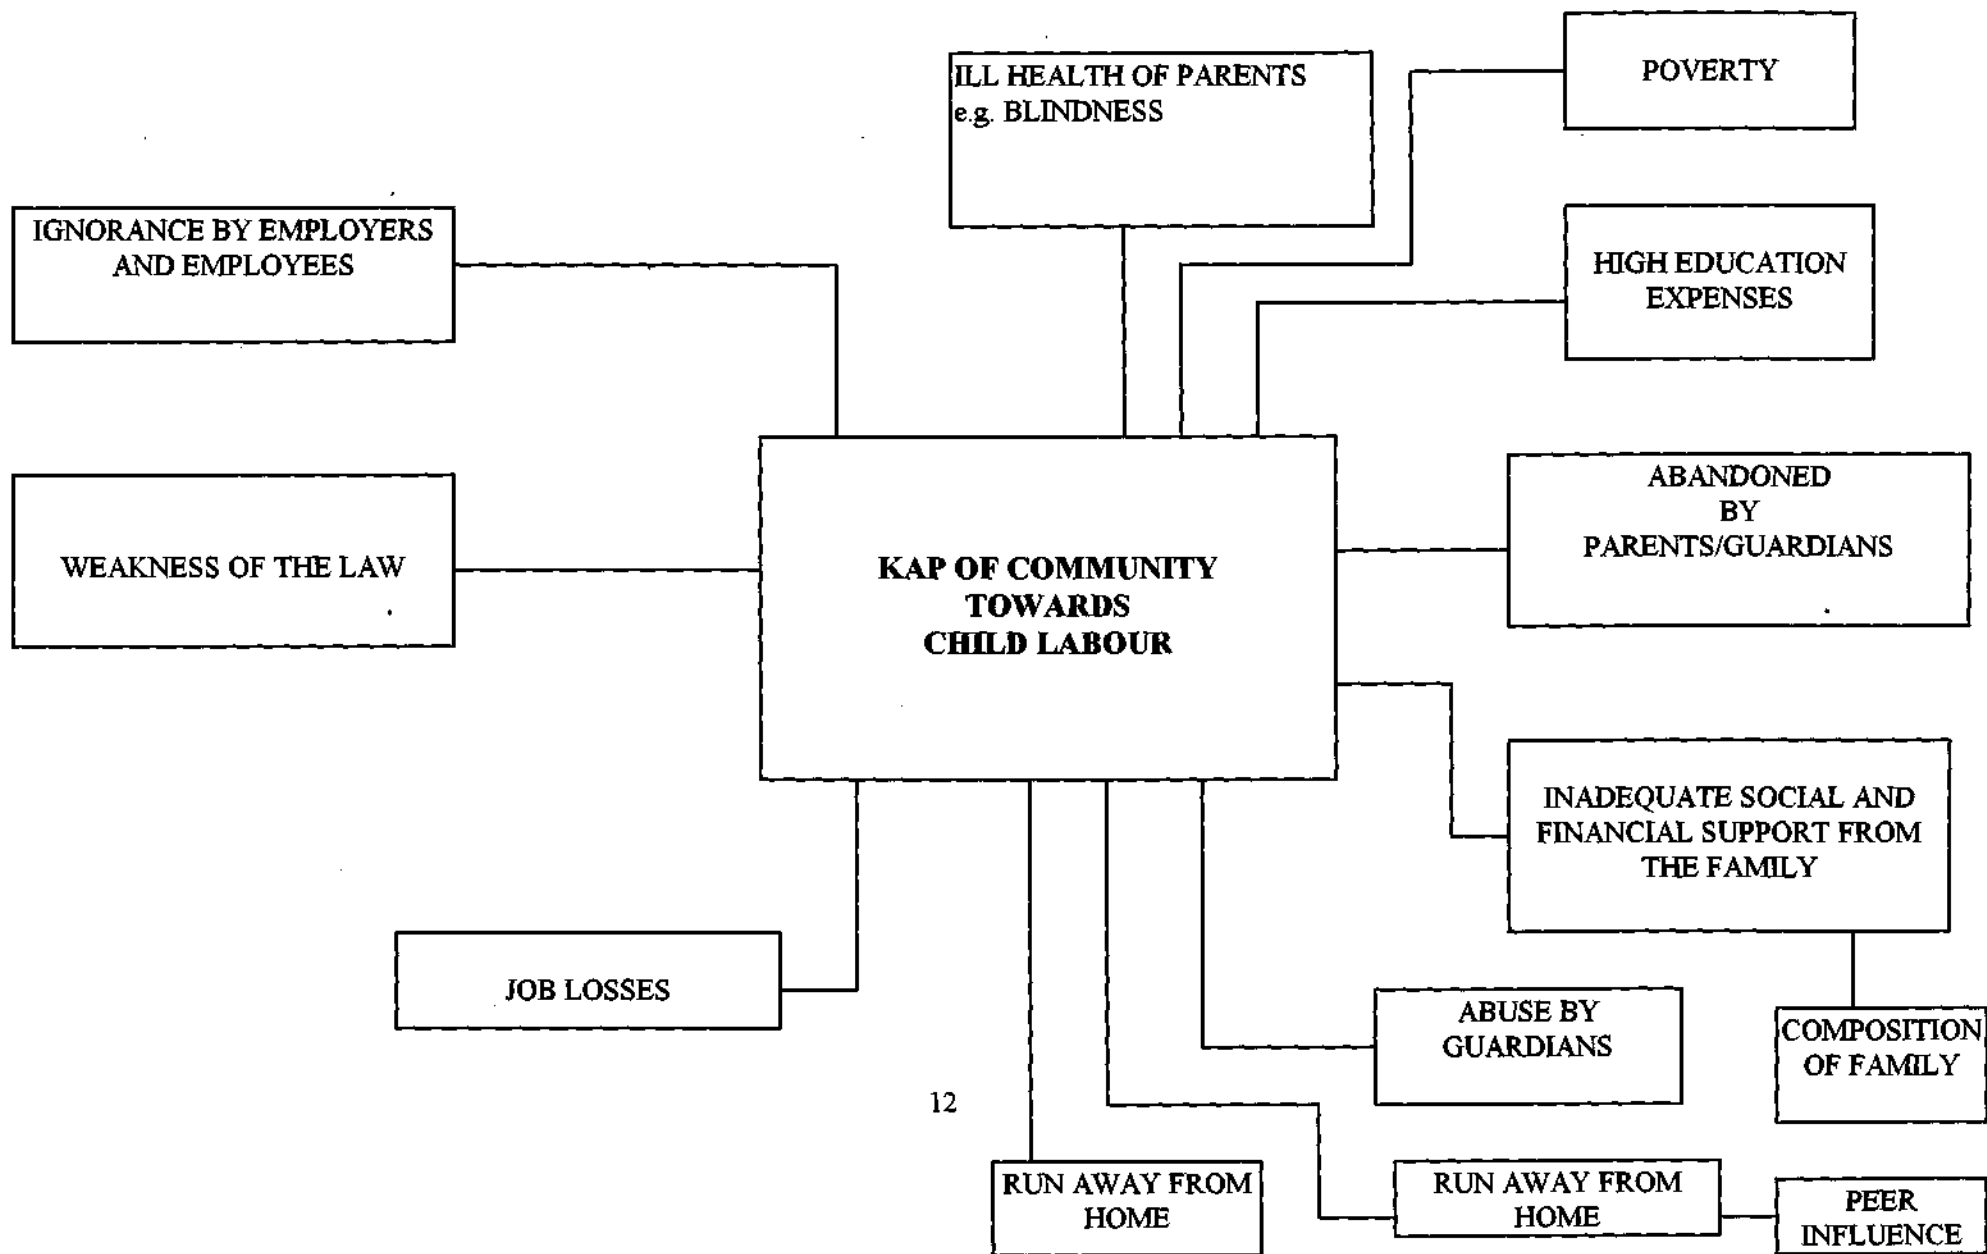 ILL HEALTH OF PARENTS
e.g. BLINDNESS
POVERTY
IGNORANCE BY EMPLOYERS
AND EMPLOYEES
HIGH EDUCATION
EXPENSES
WEAKNESS OF THE LAW
KAP OF COMMUNITY
TOWARDS
CHILD LABOUR
ABANDONED
BY
PARENTS/GUARDIANS
INADEQUATE SOCIAL AND
FINANCIAL SUPPORT FROM
THE FAMILY
JOB LOSSES
ABUSE BY
GUARDIANS
COMPOSITION
OF FAMILY
12
RUN AWAY FROM
HOME
RUN AWAY FROM
HOME
PEER
INFLUENCE